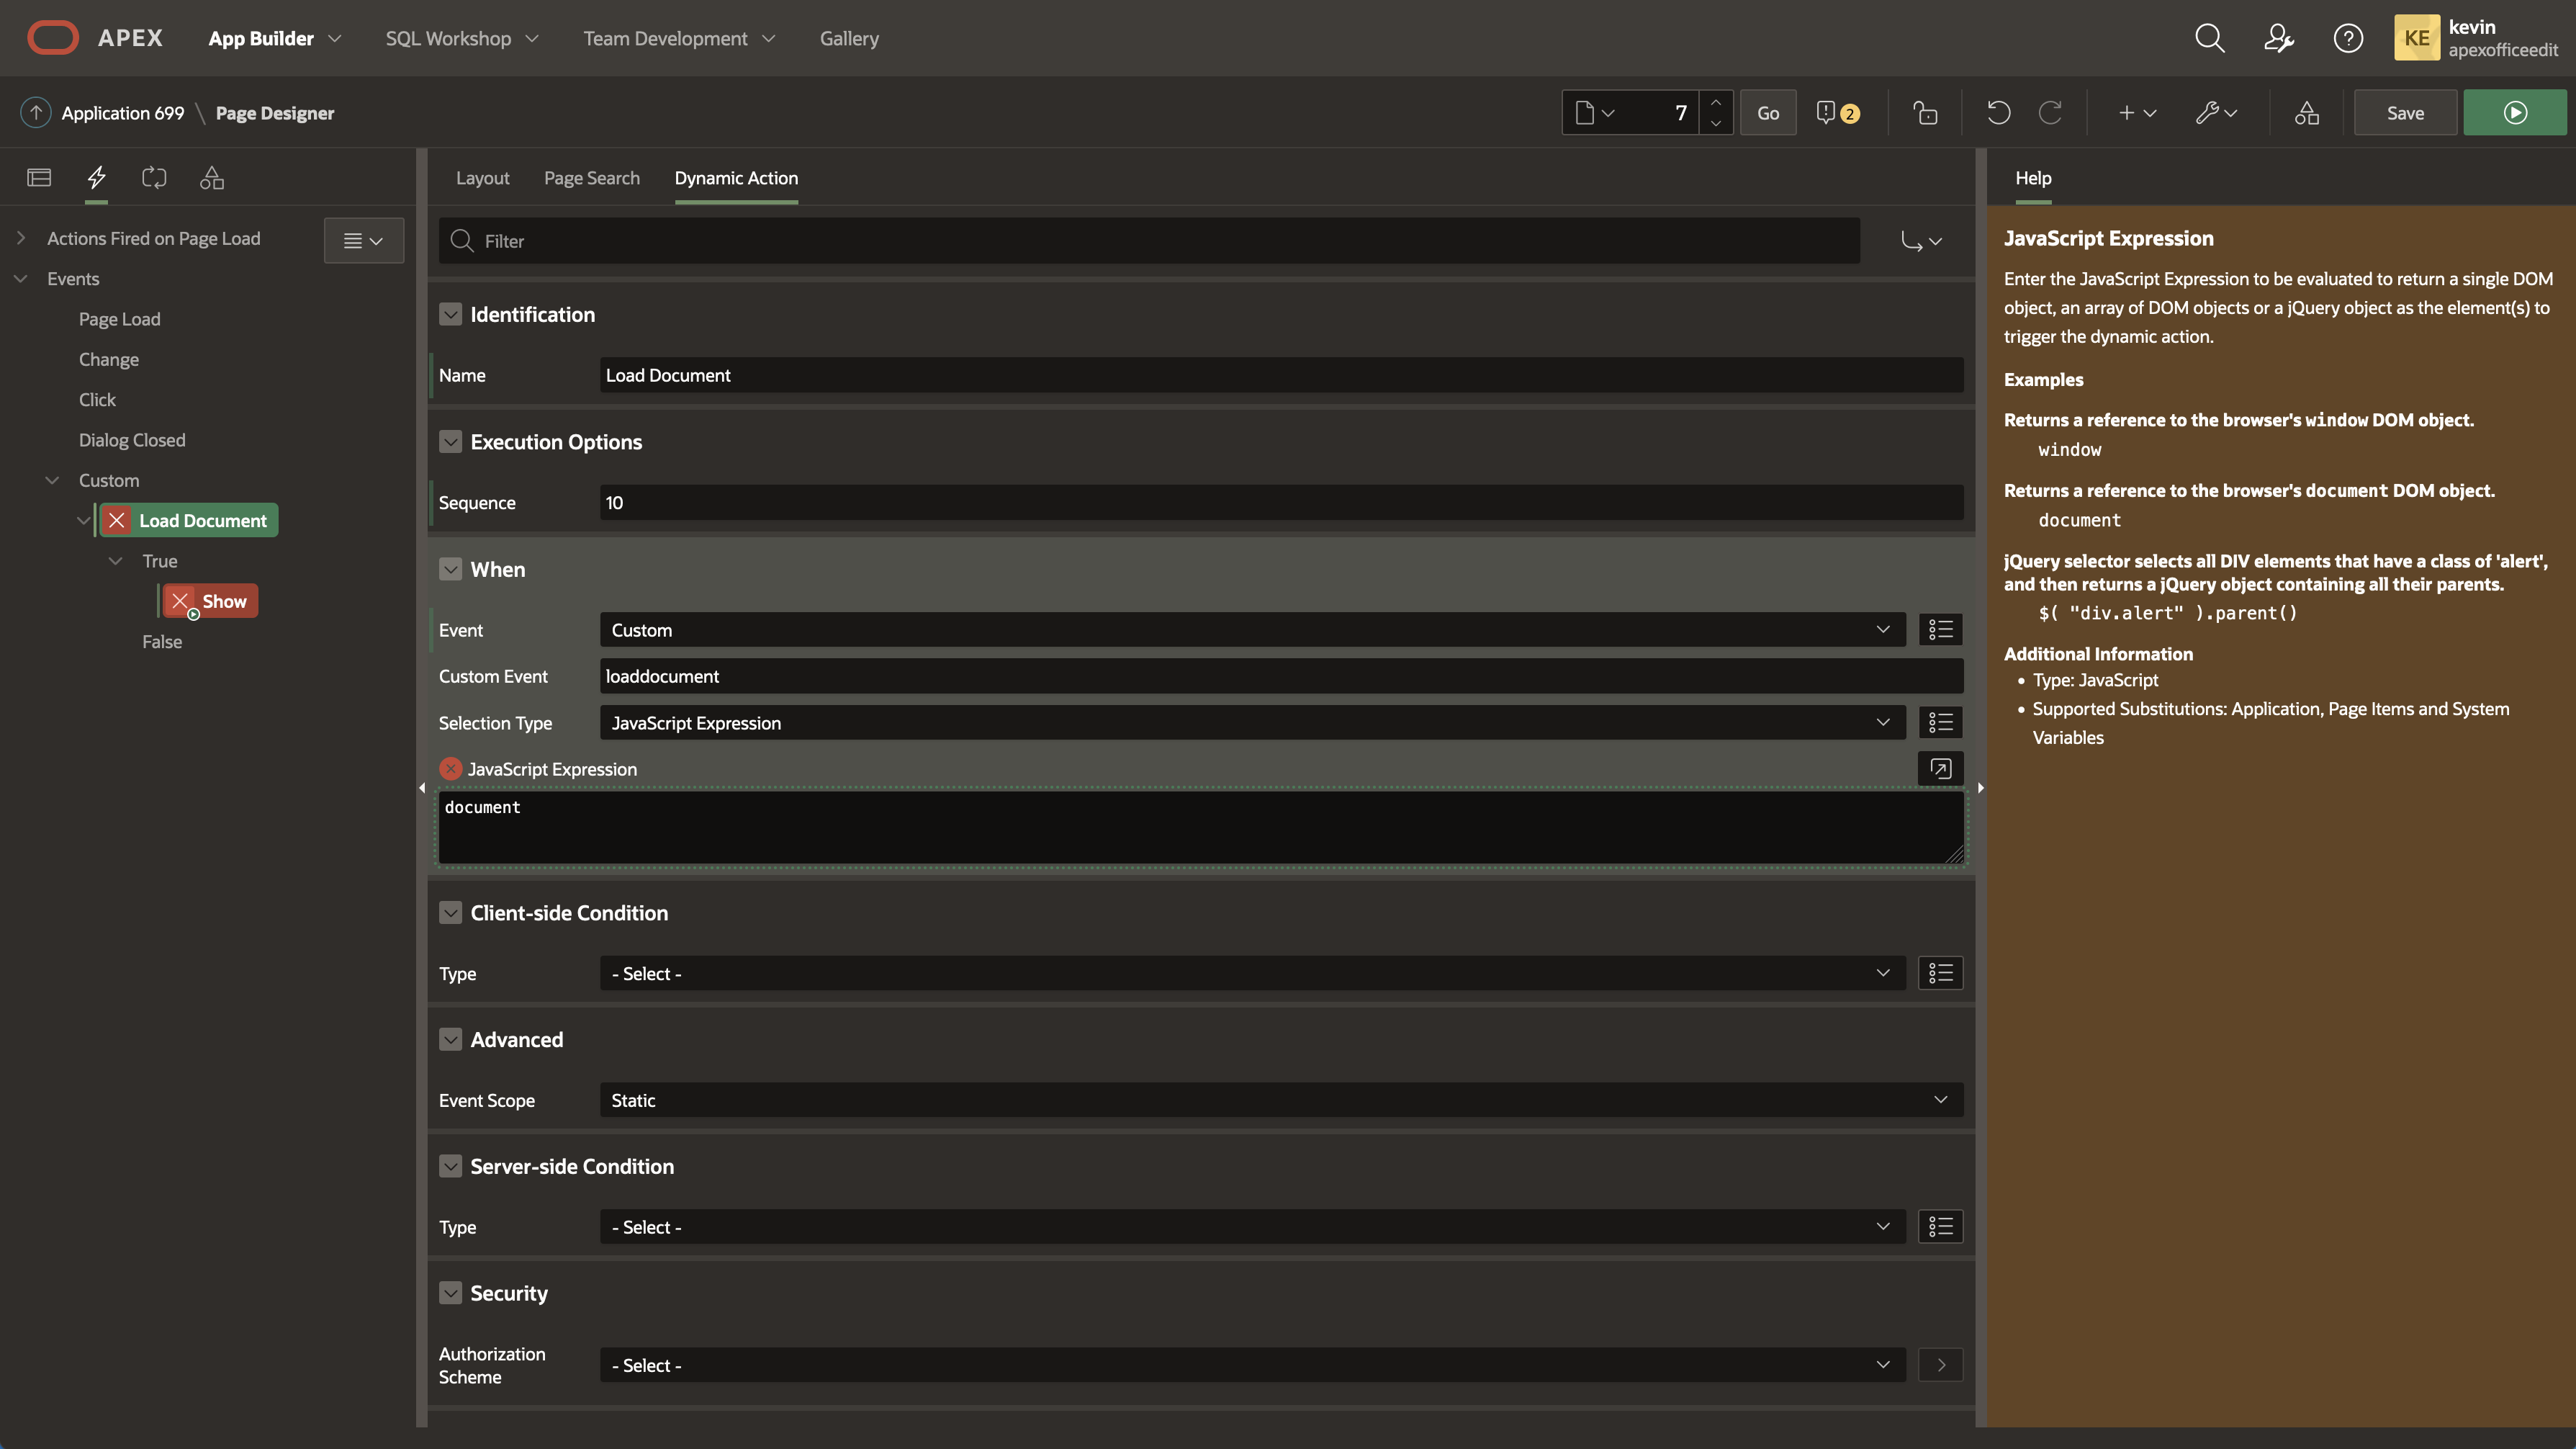 APEX
App Builder
SQL Workshop
Team Development
Gallery
KE
kevin
apexofficeedit
Application 699 \ Page Designer
7
Go
2
Save
Actions Fired on Page Load
Events
Page Load
Change
Click
Dialog Closed
Custom
Load Document
True
Show
False
Layout
Page Search
Dynamic Action
Filter
Identification
Name
Load Document
Execution Options
Sequence
10
When
Event
Custom
Custom Event
loaddocument
Selection Type
JavaScript Expression
JavaScript Expression
document
Client-side Condition
Type
- Select -
Advanced
Event Scope
Static
Server-side Condition
Type
- Select -
Security
Authorization
Scheme
- Select -
Help
JavaScript Expression
Enter the JavaScript Expression to be evaluated to return a single DOM
object, an array of DOM objects or a jQuery object as the element(s) to
trigger the dynamic action.
Examples
Returns a reference to the browser's window DOM object.
window
Returns a reference to the browser's document DOM object.
document
jQuery selector selects all DIV elements that have a class of 'alert',
and then returns a jQuery object containing all their parents.
$( "div.alert" ).parent()
Additional Information
• Type: JavaScript
• Supported Substitutions: Application, Page Items and System
Variables